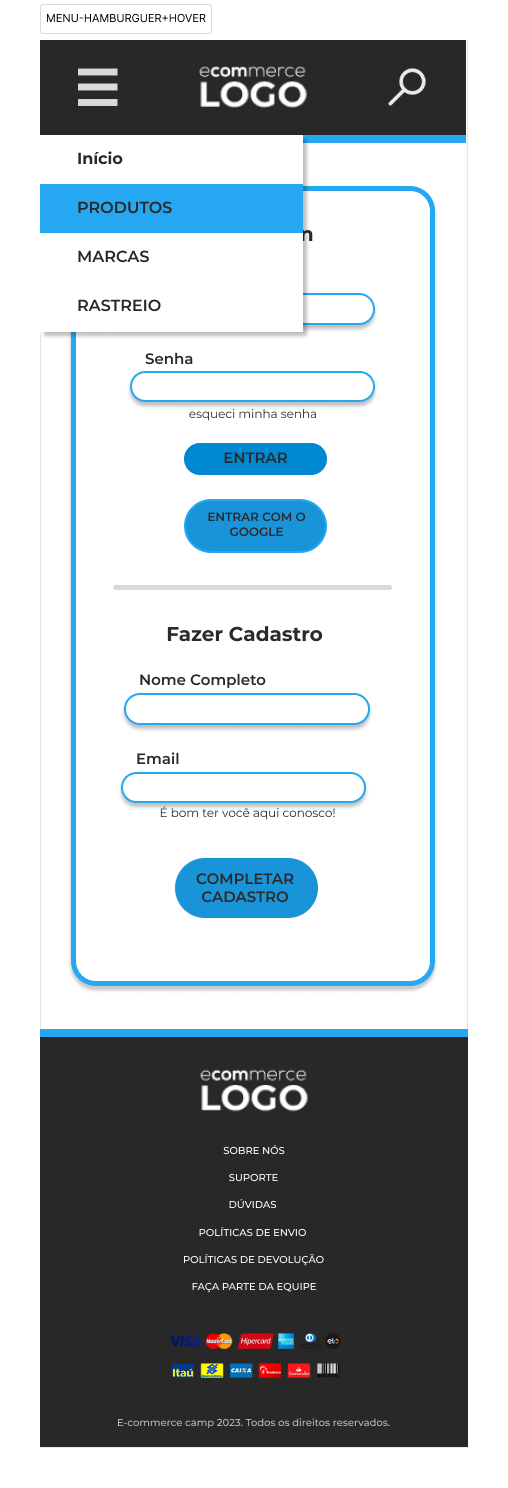 MENU-HAMBURGUER+HOVER
ecommerce
LOGO
Início
PRODUTOS
MARCAS
RASTREIO
n
Senha
esqueci minha senha
ENTRAR
ENTRAR COM O
GOOGLE
Fazer Cadastro
Nome Completo
Email
É bom ter você aqui conosco!
COMPLETAR
CADASTRO
ecommerce
LOGO
SOBRE NÓS
SUPORTE
DÚVIDAS
POLÍTICAS DE ENVIO
POLÍTICAS DE DEVOLUÇÃO
FAÇA PARTE DA EQUIPE
VISA MasterCard Hipercard elo
Itaú CAIXA
E-commerce camp 2023. Todos os direitos reservados.